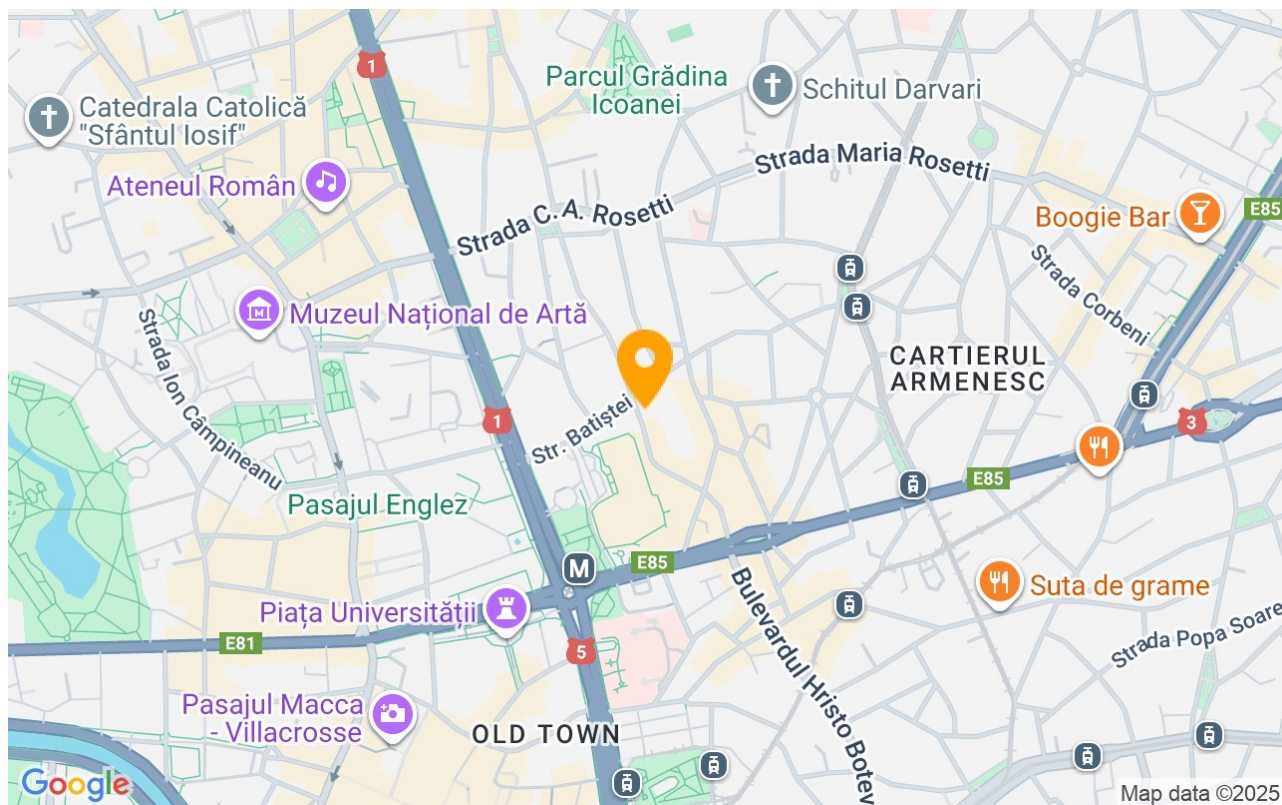 1
Parcul Grădina
Icoanei
Schitul Darvari
Catedrala Catolică
"Sfântul Iosif"
Strada Maria Rosetti
Ateneul Român
Strada C. A. Rosetti
Boogie Bar
E85
Strada Corbeni
Muzeul Național de Artă
M
Strada Ion Câmpineanu
CARTIERUL
ARMENESC
Str. Batiștei
1
3
E85
Pasajul Englez
M
E85
Suta de grame
Piața Universității
Bulevardul Hristo Botev
E81
5
Strada Popa Soare
Pasajul Macca
- Villacrosse
OLD TOWN
Google
Map data ©2025